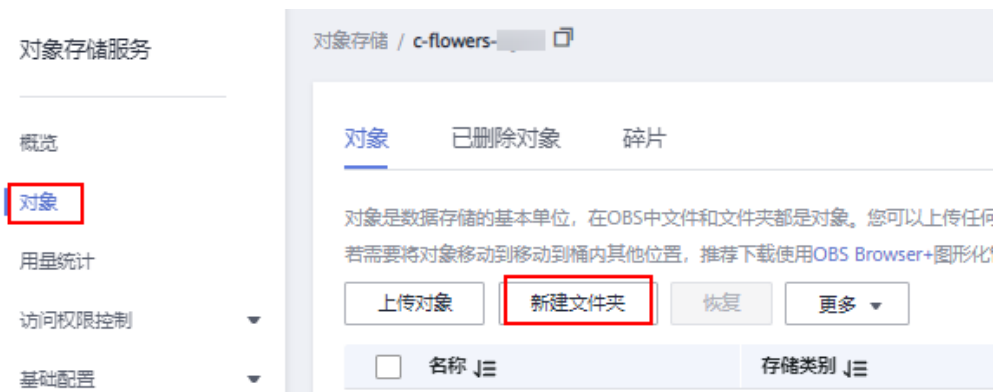 对象存储服务
对象存储 / c-flowers-
概览
对象
用量统计
访问权限控制
基础配置
对象 已删除对象 碎片
对象是数据存储的基本单位，在OBS中文件和文件夹都是对象。您可以上传任何
若需要将对象移动到移动到桶内其他位置，推荐下载使用OBS Browser+图形化
上传对象 新建文件夹 恢复 更多
名称 存储类别